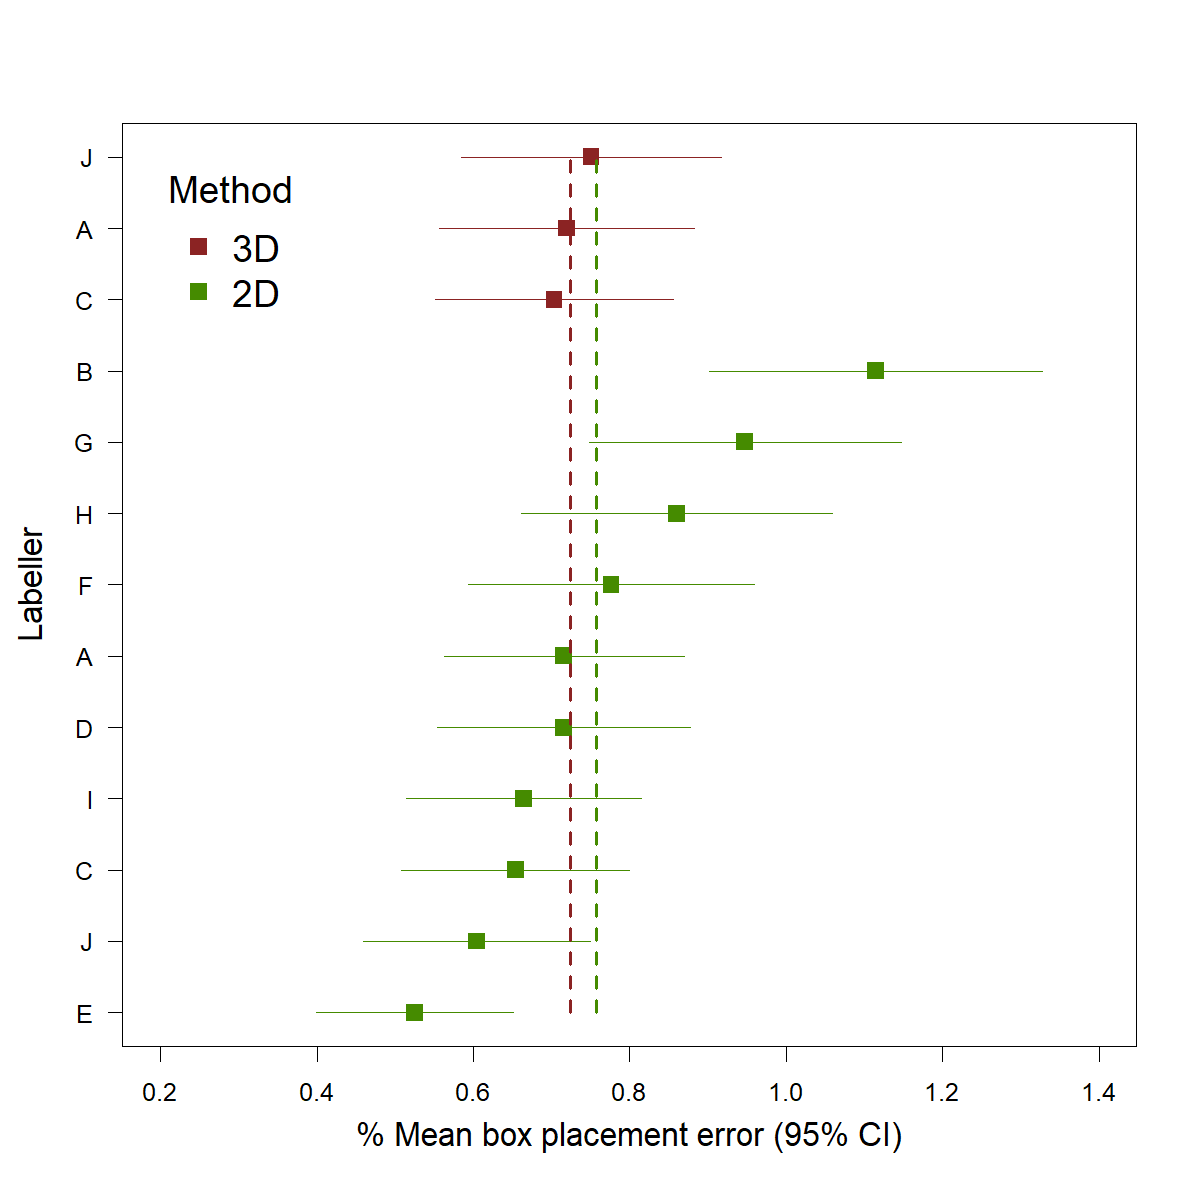 Method
3D
2D
J
A
C
B
G
H
F
A
D
I
C
J
E
Labeller
0.2 0.4 0.6 0.8 1.0 1.2 1.4
% Mean box placement error (95% CI)